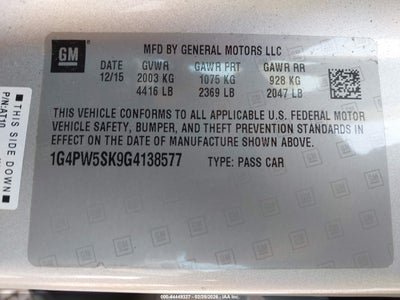 GM
MFD BY GENERAL MOTORS LLC
DATE GVWR GAWR FRT GAWR RR
12/15 2003 KG 1075 KG 928 KG
4416 LB 2369 LB 2047 LB
THIS VEHICLE CONFORMS TO ALL APPLICABLE U.S. FEDERAL MOTOR
VEHICLE SAFETY, BUMPER, AND THEFT PREVENTION STANDARDS IN
EFFECT ON THE DATE OF MANUFACTURE SHOWN ABOVE.
1G4PW5SK9G4138577 TYPE: PASS CAR
THIS SIDE